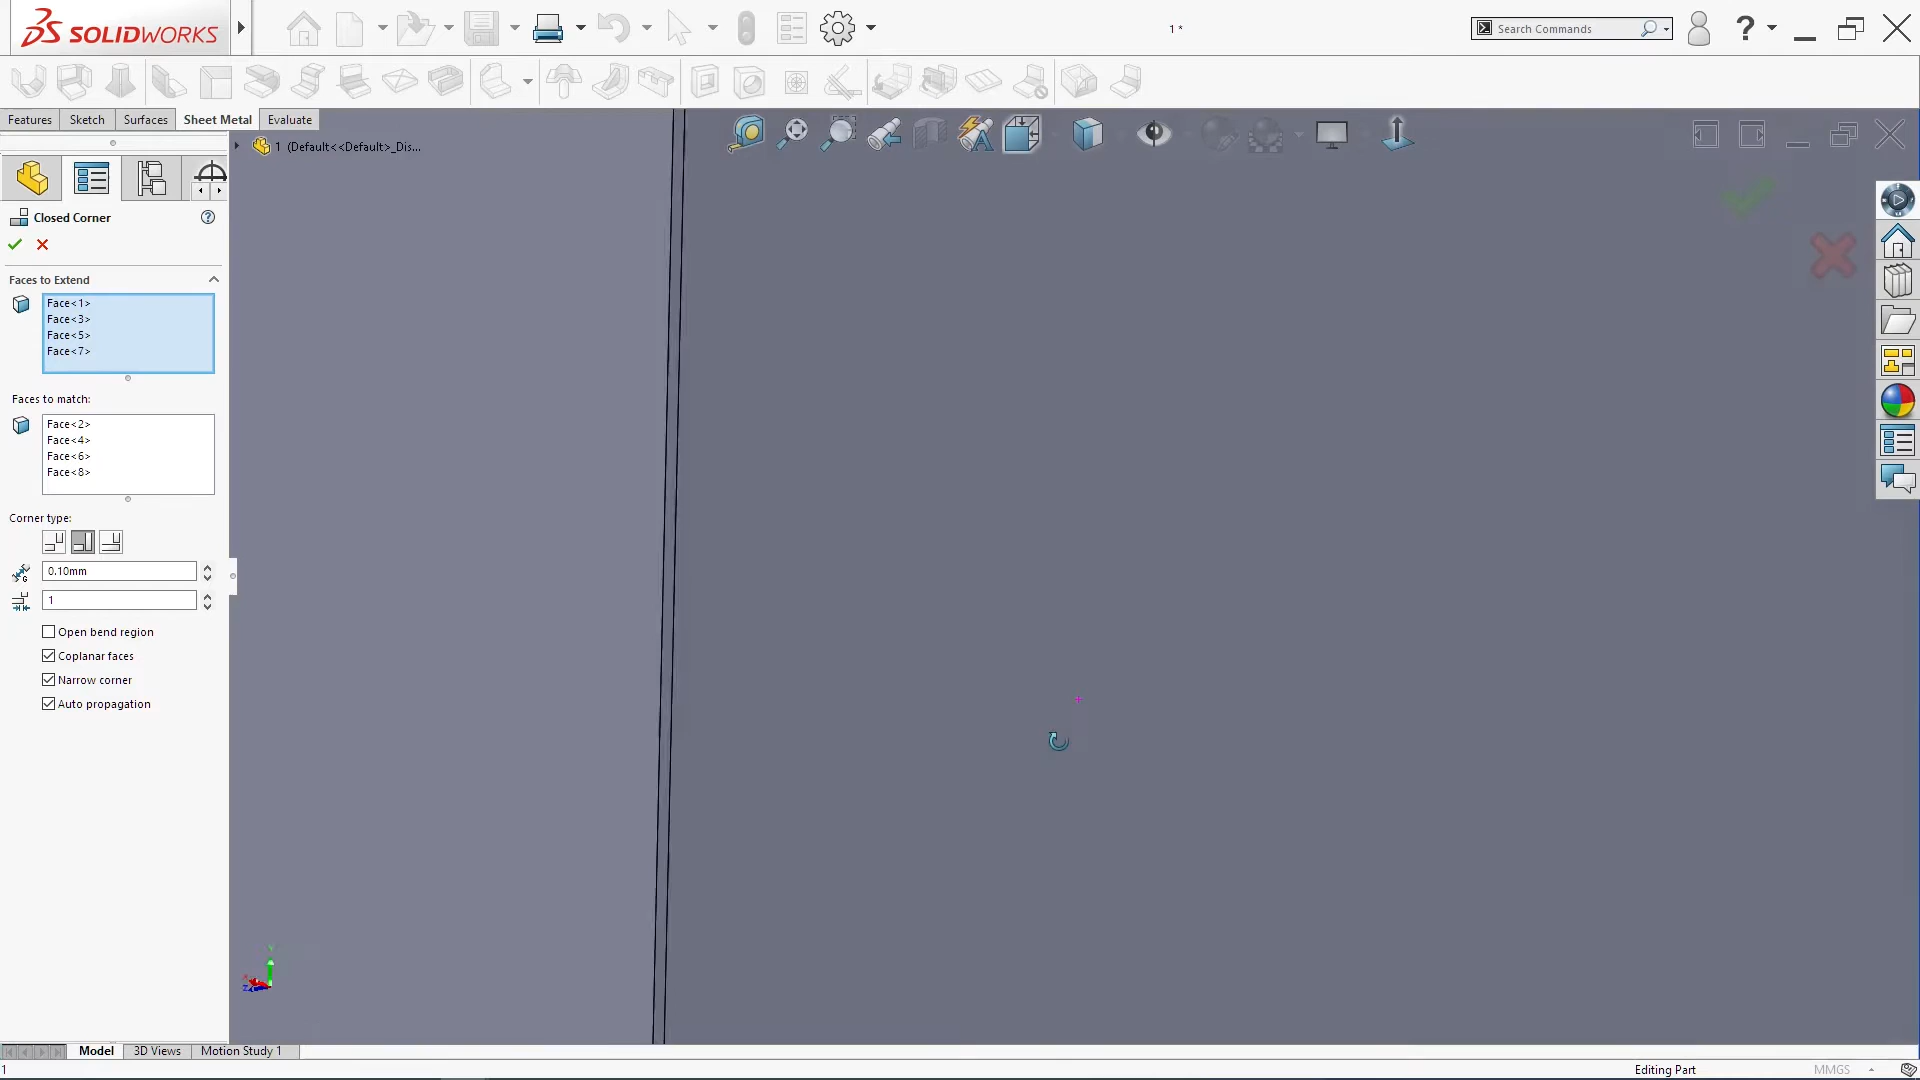 SOLIDWORKS
1 *
Search Commands
?
Features
Sketch
Surfaces
Sheet Metal
Evaluate
1 (Default<<Default>_Dis...
Closed Corner
?
Faces to Extend
Face<1>
Face<3>
Face<5>
Face<7>
Faces to match:
Face<2>
Face<4>
Face<6>
Face<8>
Corner type:
0.10mm
1
Open bend region
Coplanar faces
Narrow corner
Auto propagation
Y
X
Z
Model
3D Views
Motion Study 1
1
Editing Part
MMGS